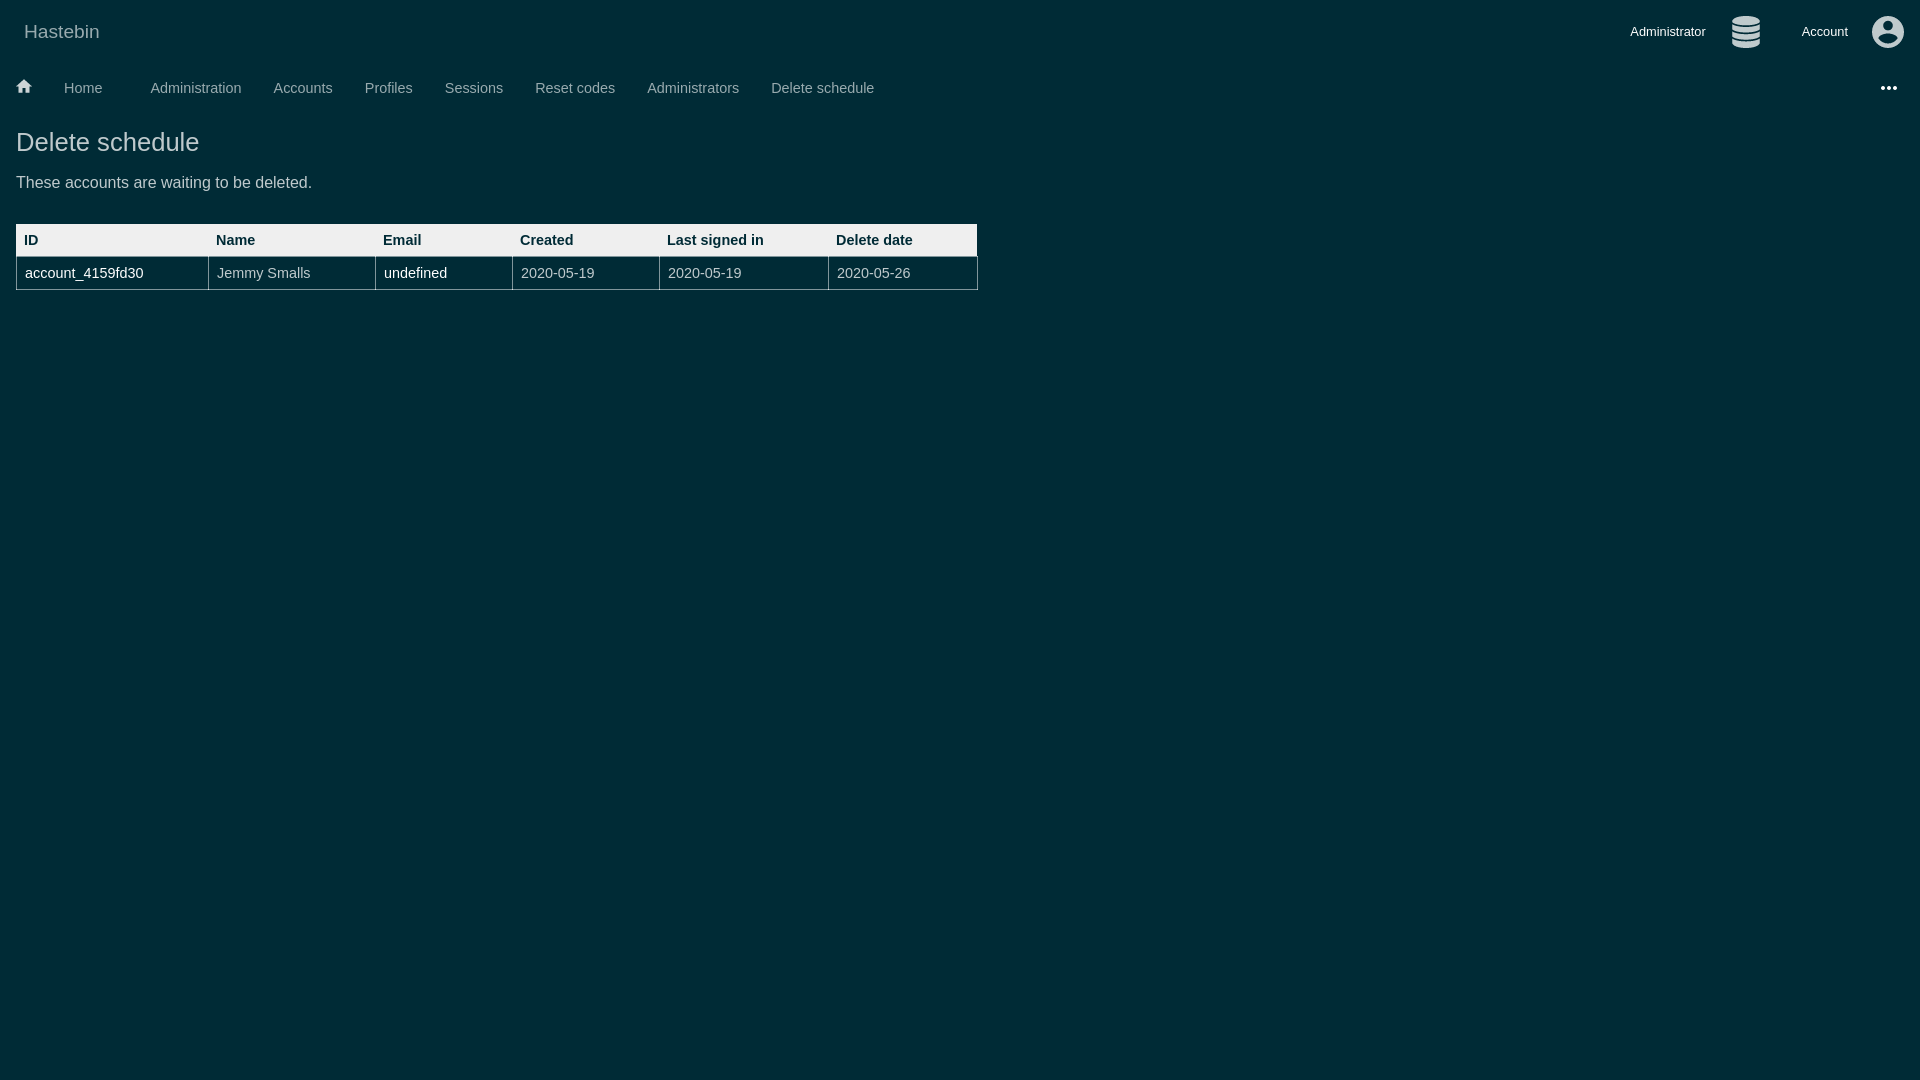 Hastebin
Administrator
Account
Home
Administration
Accounts
Profiles
Sessions
Reset codes
Administrators
Delete schedule
Delete schedule
These accounts are waiting to be deleted.
ID Name Email Created Last signed in Delete date
account_4159fd30 Jemmy Smalls undefined 2020-05-19 2020-05-19 2020-05-26